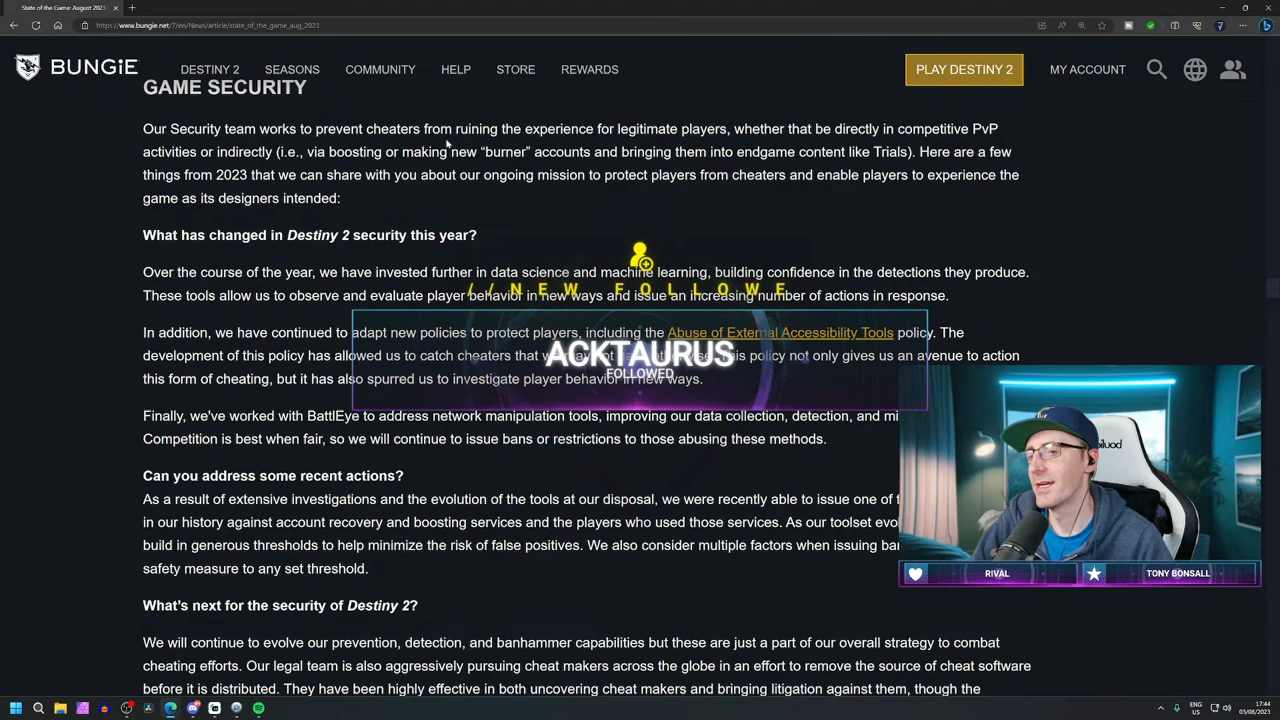 State of the Game: August 2023
https://www.bungie.net/7/en/News/article/state_of_the_game_aug_2023
BUNGiE
DESTINY 2
SEASONS
COMMUNITY
HELP
STORE
REWARDS
PLAY DESTINY 2
MY ACCOUNT
GAME SECURITY
Our Security team works to prevent cheaters from ruining the experience for legitimate players, whether that be directly in competitive PvP
activities or indirectly (i.e., via boosting or making new “burner” accounts and bringing them into endgame content like Trials). Here are a few
things from 2023 that we can share with you about our ongoing mission to protect players from cheaters and enable players to experience the
game as its designers intended:
What has changed in Destiny 2 security this year?
Over the course of the year, we have invested further in data science and machine learning, building confidence in the detections they produce.
//NEW FOLLOWE
These tools allow us to observe and evaluate player behavior in new ways and issue an increasing number of actions in response.
In addition, we have continued to adapt new policies to protect players, including the Abuse of External Accessibility Tools policy. The
development of this policy has allowed us to catch cheaters that w
This policy not only gives us an avenue to action
ACKTAURUS
FOLLOWED
this form of cheating, but it has also spurred us to investigate player behavior in new ways.
Finally, we've worked with BattlEye to address network manipulation tools, improving our data collection, detection, and mi
Competition is best when fair, so we will continue to issue bans or restrictions to those abusing these methods.
Can you address some recent actions?
As a result of extensive investigations and the evolution of the tools at our disposal, we were recently able to issue one of t
in our history against account recovery and boosting services and the players who used those services. As our toolset evo
build in generous thresholds to help minimize the risk of false positives. We also consider multiple factors when issuing ba
safety measure to any set threshold.
RIVAL
TONY BONSALL
What’s next for the security of Destiny 2?
We will continue to evolve our prevention, detection, and banhammer capabilities but these are just a part of our overall strategy to combat
cheating efforts. Our legal team is also aggressively pursuing cheat makers across the globe in an effort to remove the source of cheat software
before it is distributed. They have been highly effective in both uncovering cheat makers and bringing litigation against them, though the
ENG
US
17:44
03/08/2023